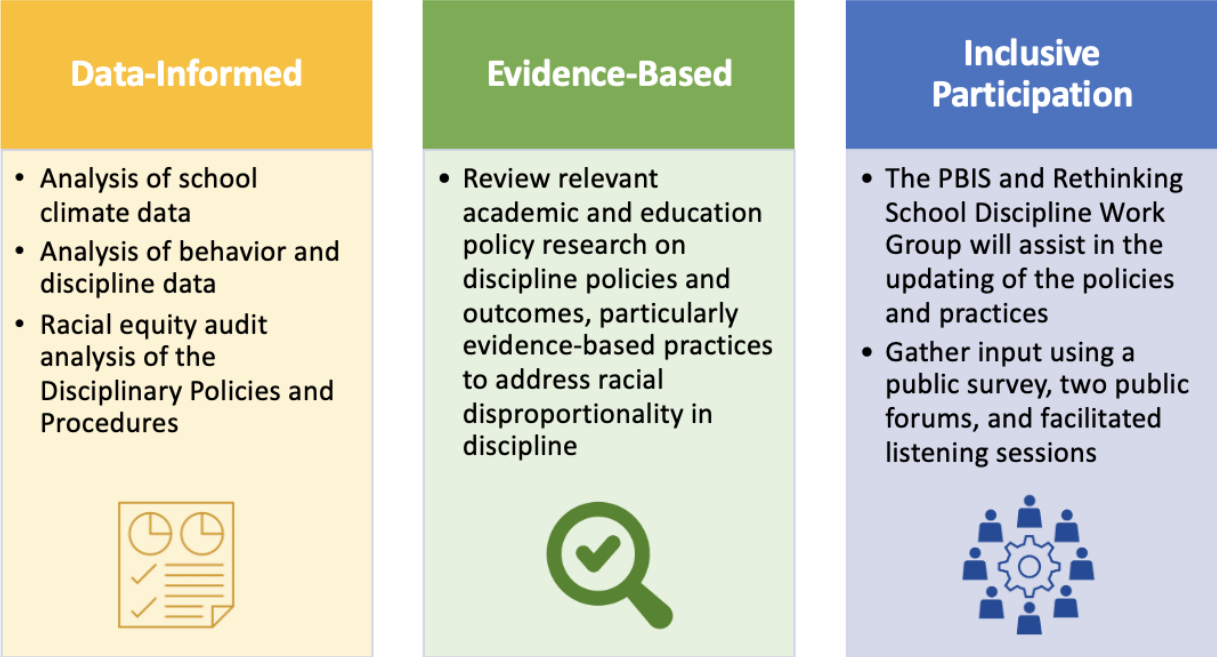 Data-Informed
• Analysis of school
climate data
• Analysis of behavior and
discipline data
• Racial equity audit
analysis of the
Disciplinary Policies and
Procedures
Evidence-Based
• Review relevant
academic and education
policy research on
discipline policies and
outcomes, particularly
evidence-based practices
to address racial
disproportionality in
discipline
Inclusive
Participation
• The PBIS and Rethinking
School Discipline Work
Group will assist in the
updating of the policies
and practices
• Gather input using a
public survey, two public
forums, and facilitated
listening sessions